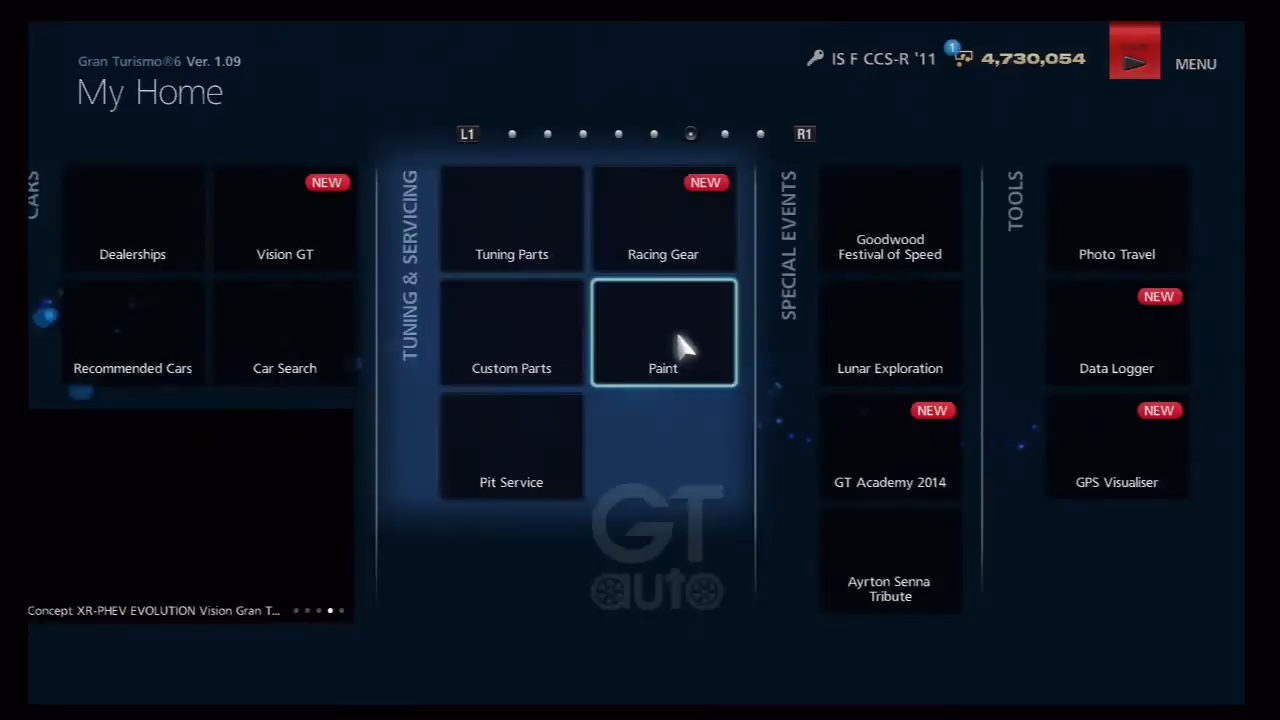 Gran Turismo®6 Ver. 1.09
My Home
IS F CCS-R '11
1
4,730,054
MENU
L1
R1
CARS
Dealerships
NEW
Vision GT
Recommended Cars
Car Search
Concept XR-PHEV EVOLUTION Vision Gran T...
TUNING & SERVICING
Tuning Parts
NEW
Racing Gear
Custom Parts
Paint
Pit Service
GT
auto
SPECIAL EVENTS
Goodwood
Festival of Speed
Lunar Exploration
NEW
GT Academy 2014
Ayrton Senna
Tribute
TOOLS
Photo Travel
NEW
Data Logger
NEW
GPS Visualiser